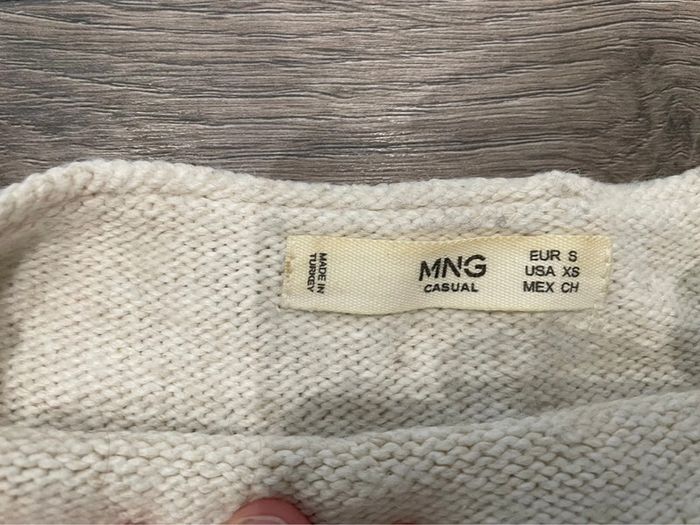 MADE IN
TURKEY
MNG
CASUAL
EUR S
USA XS
MEX CH